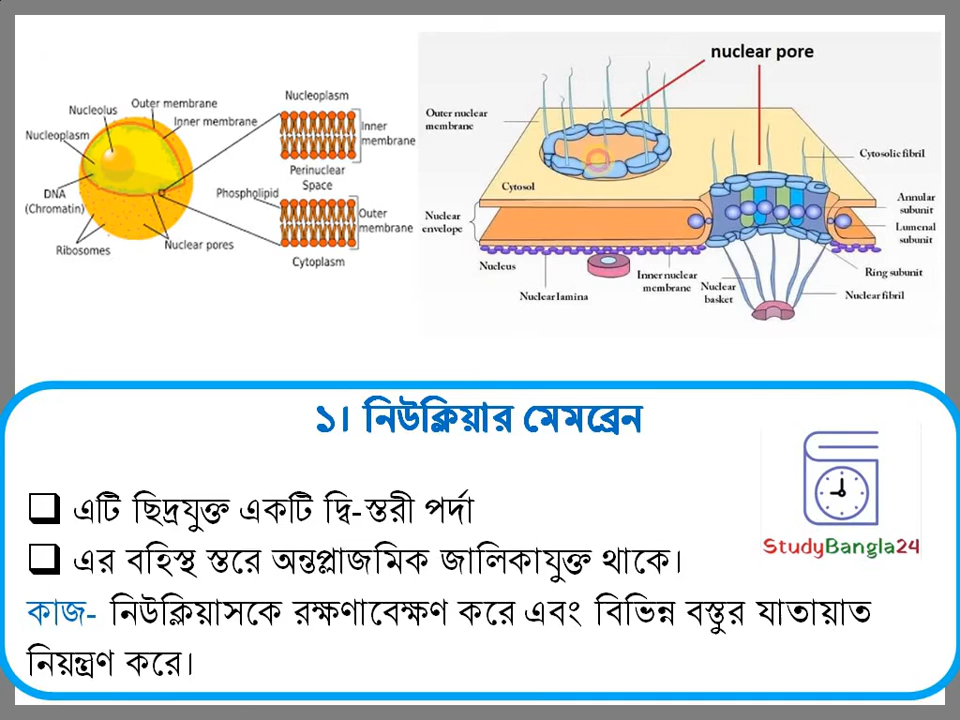 Nucleolus
Outer membrane
Inner membrane
Nucleoplasm
DNA
(Chromatin)
Ribosomes
Nuclear pores
Nucleoplasm
Inner
membrane
Perinuclear
Space
Phospholipid
Outer
membrane
Cytoplasm
nuclear pore
Outer nuclear
membrane
Cytosol
Nuclear
envelope
Nucleus
Nuclear lamina
Inner nuclear
membrane
Nuclear
basket
Cytosolic fibril
Annular
subunit
Lumenal
subunit
Ring subunit
Nuclear fibril
১। নিউক্লিয়ার মেমব্রেন
এটি ছিদ্রযুক্ত একটি দ্বি-স্তরী পর্দা
এর বহিস্থ স্তরে অন্তপ্লাজমিক জালিকাযুক্ত থাকে।
কাজ- নিউক্লিয়াসকে রক্ষণাবেক্ষণ করে এবং বিভিন্ন বস্তুর যাতায়াত
নিয়ন্ত্রণ করে।
StudyBangla24